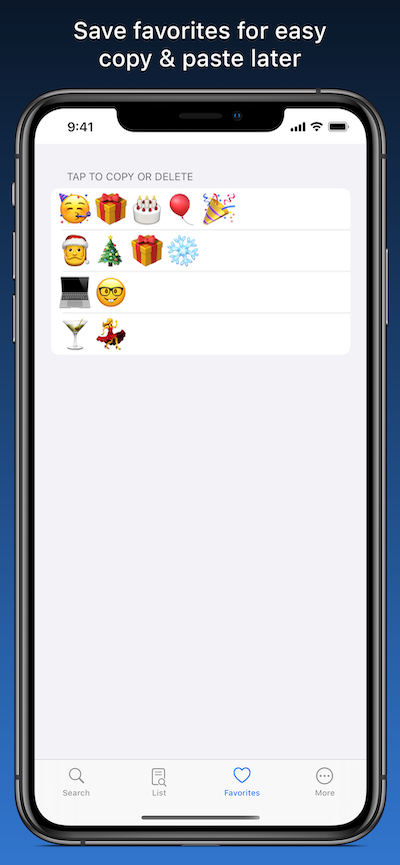 Save favorites for easy
copy & paste later
9:41
TAP TO COPY OR DELETE
🥳🎁🎂🎈🎉
🎅🎄🎁❄️
💻🤓
🍸💃
Search List Favorites More